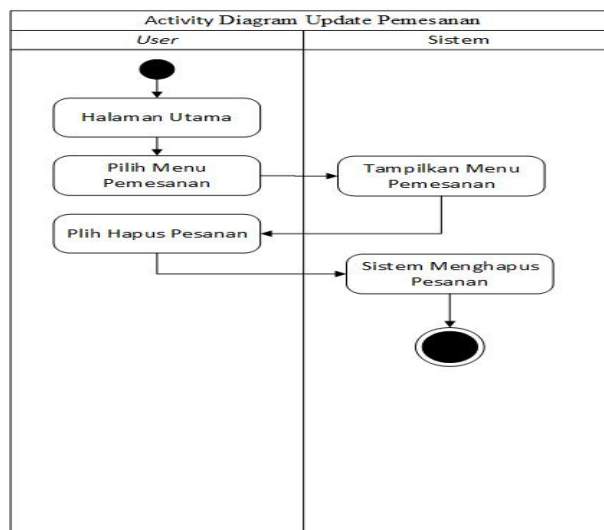 Activity Diagram Update Pemesanan
User
Sistem
Halaman Utama
Pilih Menu
Pemesanan
Tampilkan Menu
Pemesanan
Plih Hapus Pesanan
Sistem Menghapus
Pesanan